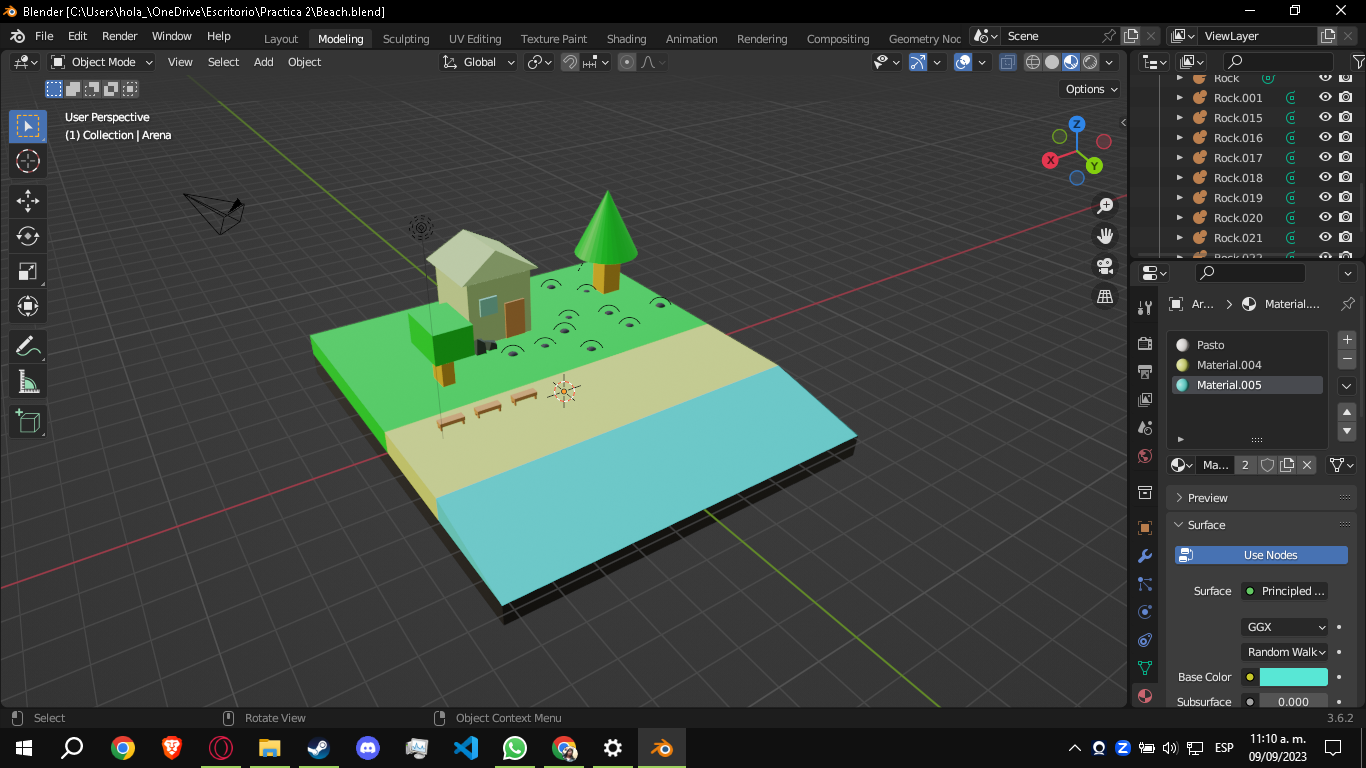 Blender [C:\Users\hola_\OneDrive\Escritorio\Practica 2\Beach.blend]
File Edit Render Window Help Layout Modeling Sculpting UV Editing Texture Paint Shading Animation Rendering Compositing Geometry Noc Scene ViewLayer
Object Mode View Select Add Object Global
Options
User Perspective
(1) Collection | Arena
Z
X
Y
Rock
Rock.001
Rock.015
Rock.016
Rock.017
Rock.018
Rock.019
Rock.020
Rock.021
Rock.022
Ar... > Material....
Pasto
Material.004
Material.005
Ma... 2
Preview
Surface
Use Nodes
Surface Principled ...
GGX
Random Walk
Base Color
Subsurface 0.000
Select Rotate View Object Context Menu 3.6.2
ESP 11:10 a. m.
09/09/2023